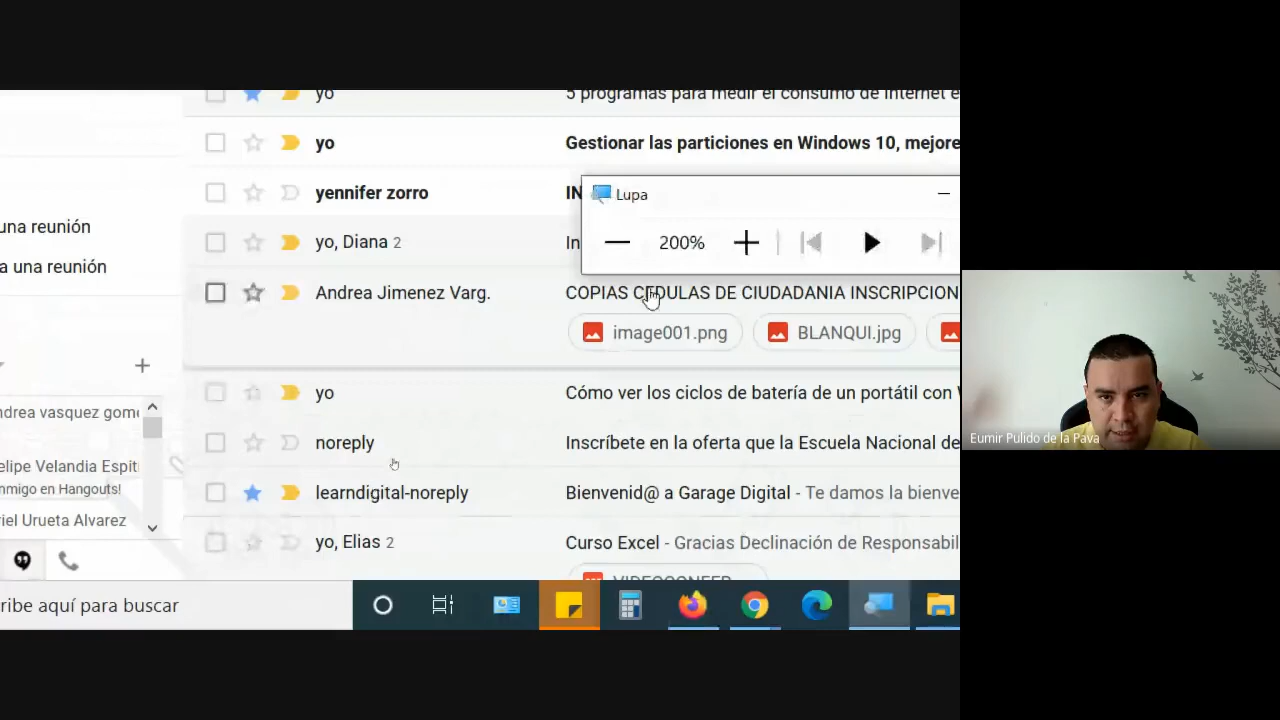 yo 5 programas para medir el consumo de internet e
yo Gestionar las particiones en Windows 10, mejore
yennifer zorro IN
Lupa
una reunión
yo, Diana 2 In
200%
a una reunión
Andrea Jimenez Varg. COPIAS CEDULAS DE CIUDADANIA INSCRIPCION
image001.png BLANQUI.jpg
ndrea vasquez gome
yo Cómo ver los ciclos de batería de un portátil con
noreply Inscríbete en la oferta que la Escuela Nacional de
Eumir Pulido de la Pava
elipe Velandia Espiti
nmigo en Hangouts!
learndigital-noreply Bienvenid@ a Garage Digital - Te damos la bienve
iel Urueta Alvarez
yo, Elias 2 Curso Excel - Gracias Declinación de Responsabil
VIDEOCONFER
ribe aquí para buscar